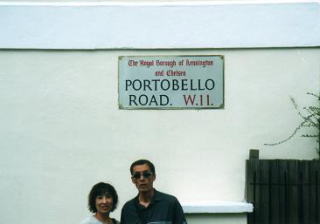 The Royal Borough of Kensington
and Chelsea
PORTOBELLO
ROAD. W.11.